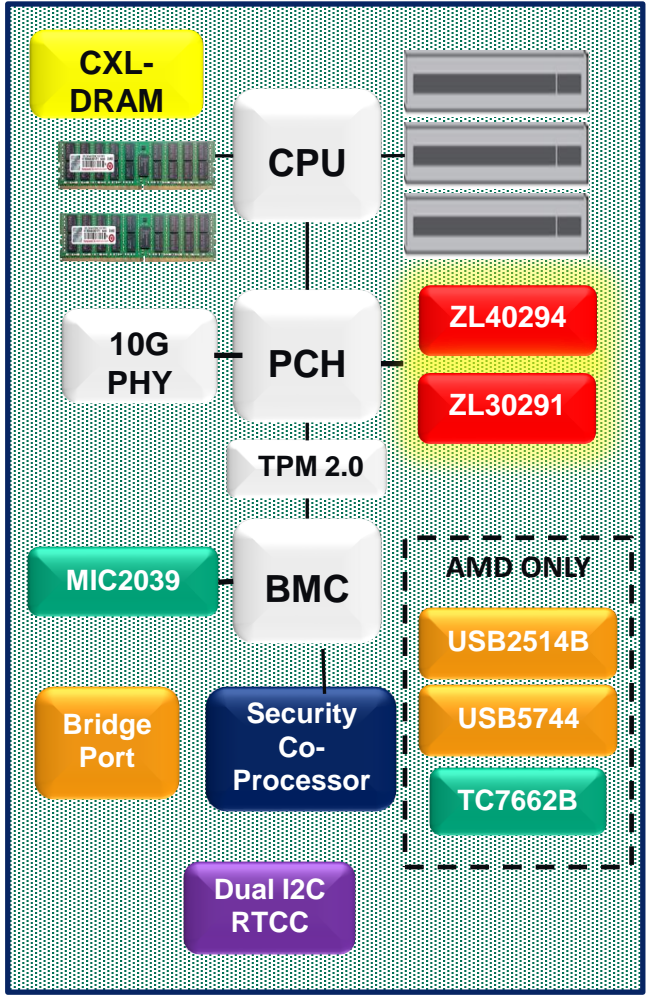 CXL-
DRAM
CPU
10G
PHY
PCH
ZL40294
ZL30291
TPM 2.0
MIC2039
BMC
AMD ONLY
USB2514B
USB5744
TC7662B
Bridge
Port
Security
Co-
Processor
Dual I2C
RTCC